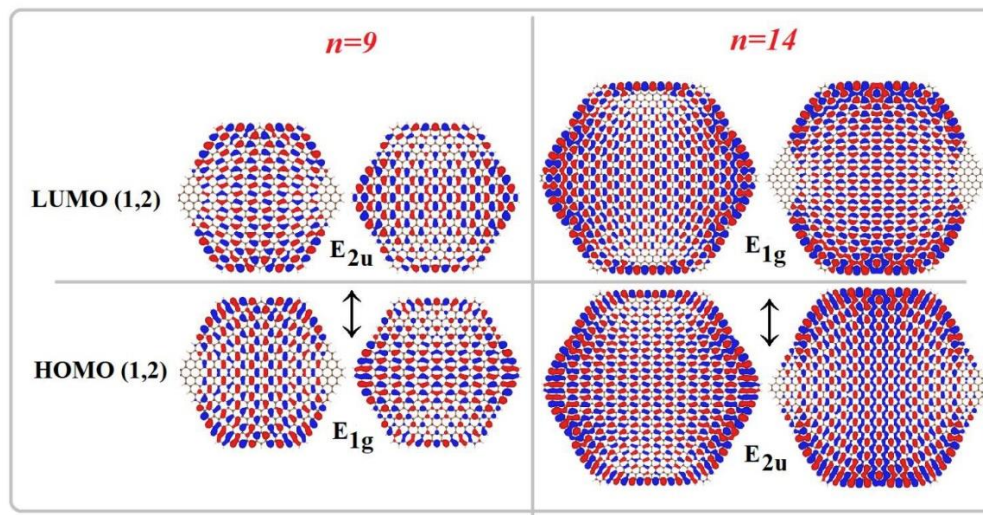 n=9
n=14
LUMO (1,2)
E2u
E1g
HOMO (1,2)
E1g
E2u